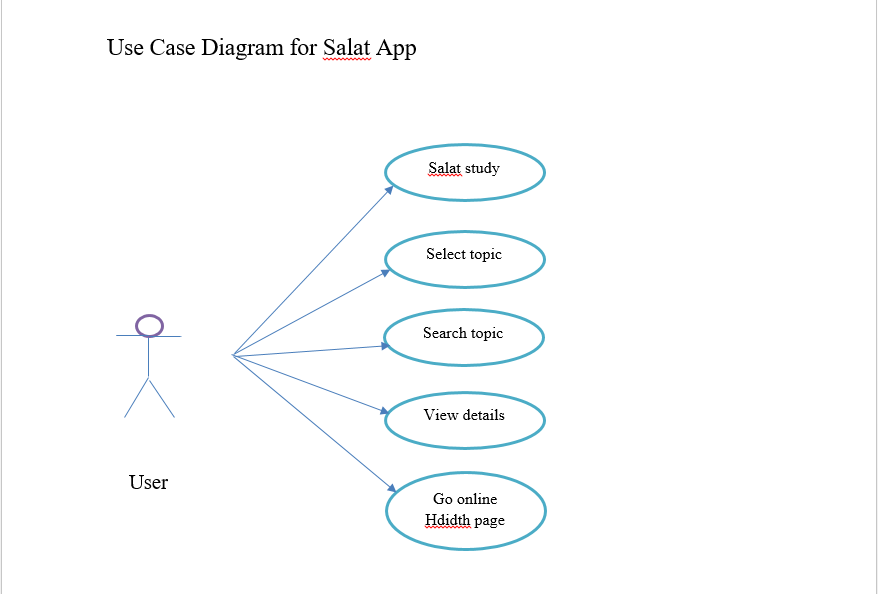 Use Case Diagram for Salat App
Salat study
Select topic
Search topic
View details
Go online
Hdidth page
User